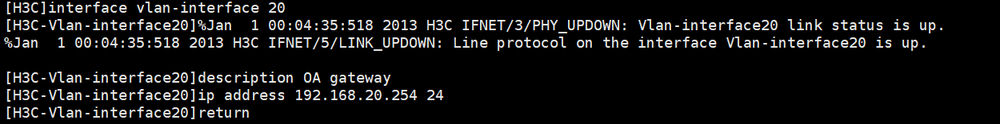 [H3C]interface vlan-interface 20
[H3C-Vlan-interface20]%Jan  1 00:04:35:518 2013 H3C IFNET/3/PHY_UPDOWN: Vlan-interface20 link status is up.
%Jan  1 00:04:35:518 2013 H3C IFNET/5/LINK_UPDOWN: Line protocol on the interface Vlan-interface20 is up.
[H3C-Vlan-interface20]description OA gateway
[H3C-Vlan-interface20]ip address 192.168.20.254 24
[H3C-Vlan-interface20]return